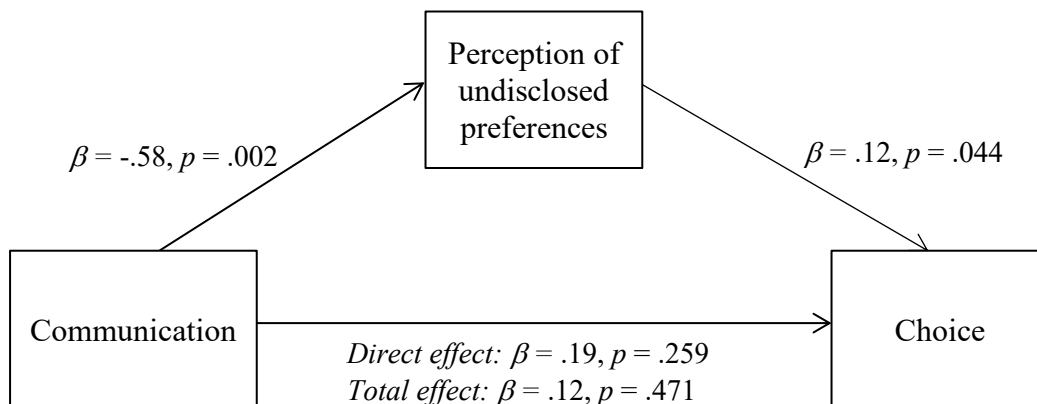 Perception of
undisclosed
preferences
β = -.58, p = .002
β = .12, p = .044
Communication
Direct effect: β = .19, p = .259
Total effect: β = .12, p = .471
Choice